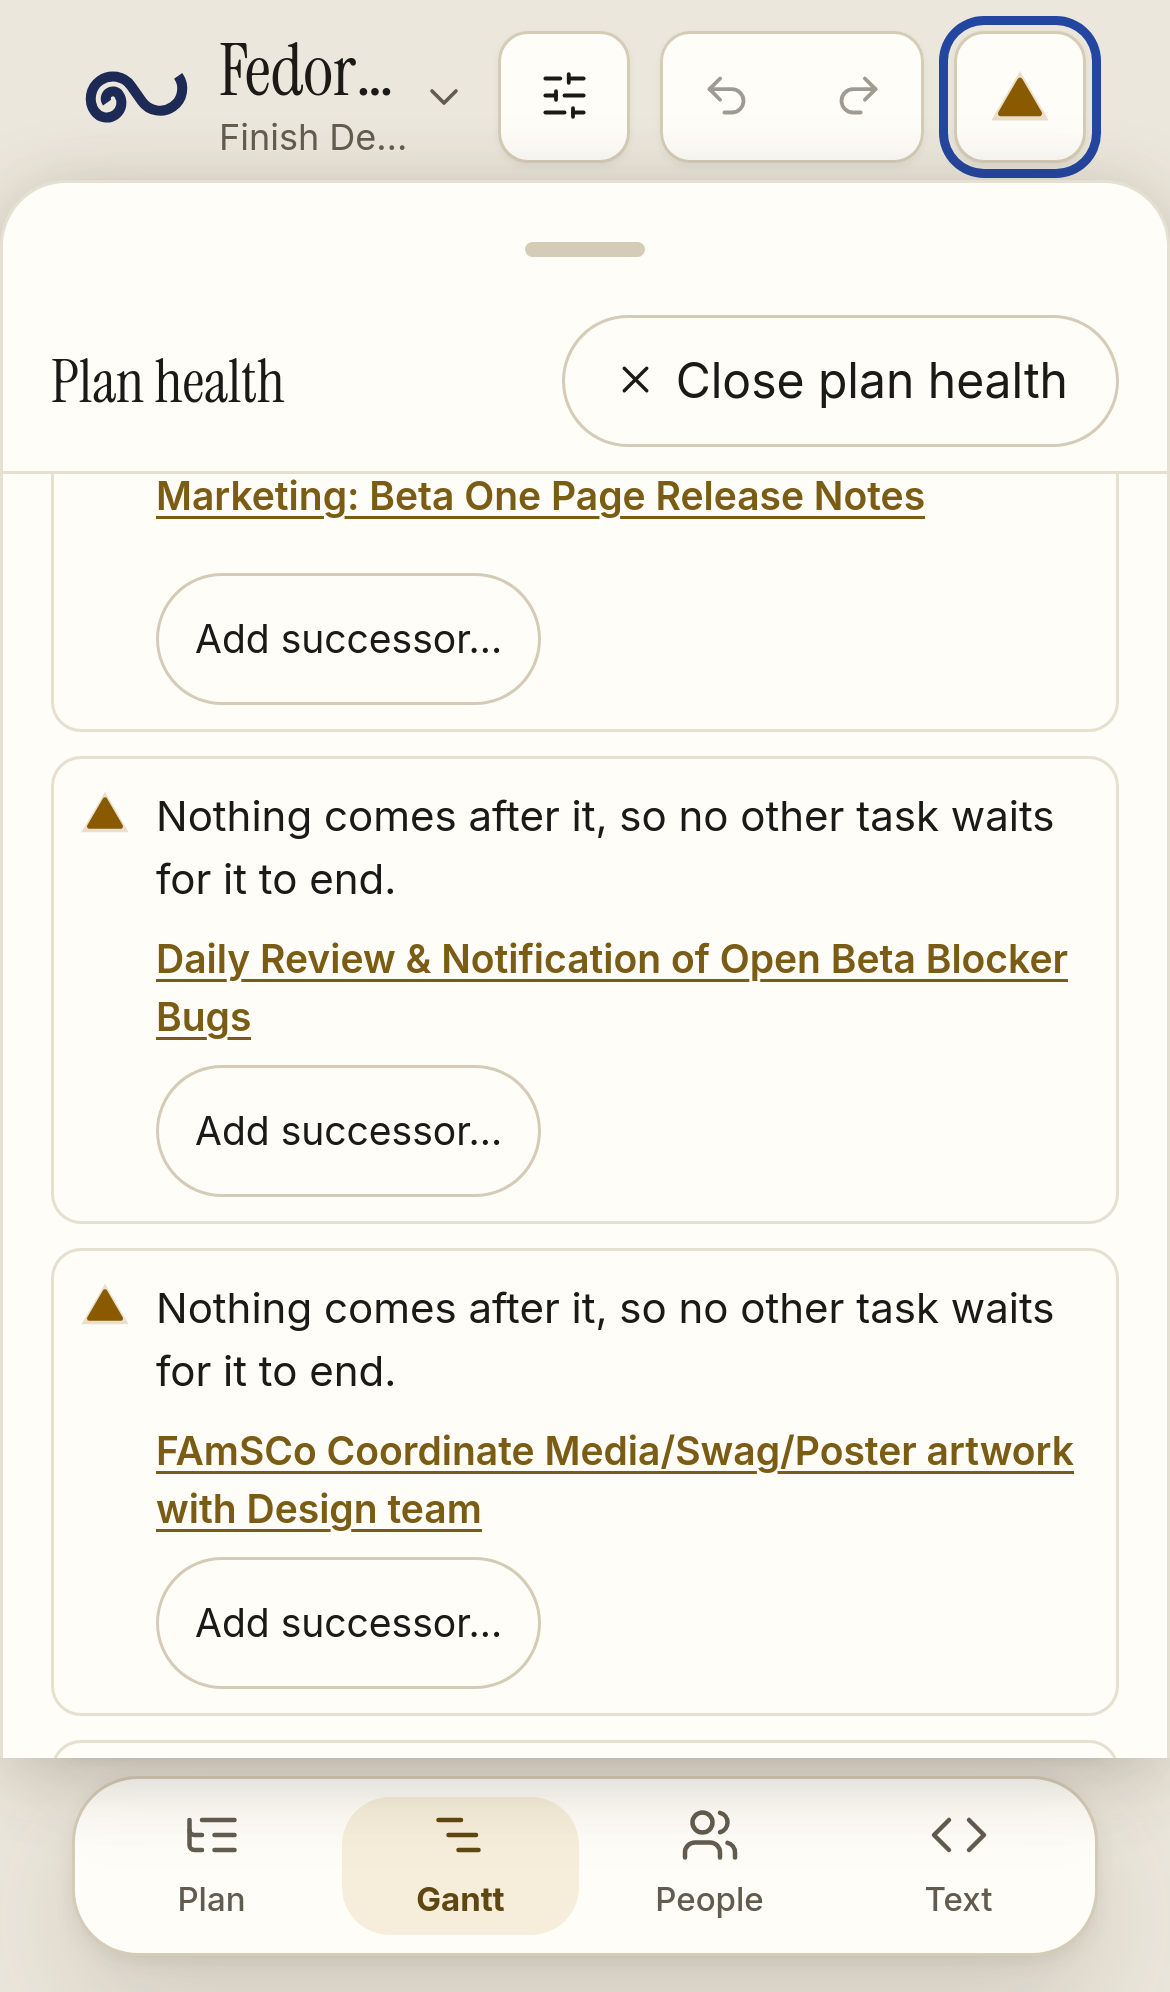 Fedor...
Finish De...
Plan health
Close plan health
Marketing: Beta One Page Release Notes
Add successor...
Nothing comes after it, so no other task waits
for it to end.
Daily Review & Notification of Open Beta Blocker
Bugs
Add successor...
Nothing comes after it, so no other task waits
for it to end.
FAmSCo Coordinate Media/Swag/Poster artwork
with Design team
Add successor...
Plan
Gantt
People
Text